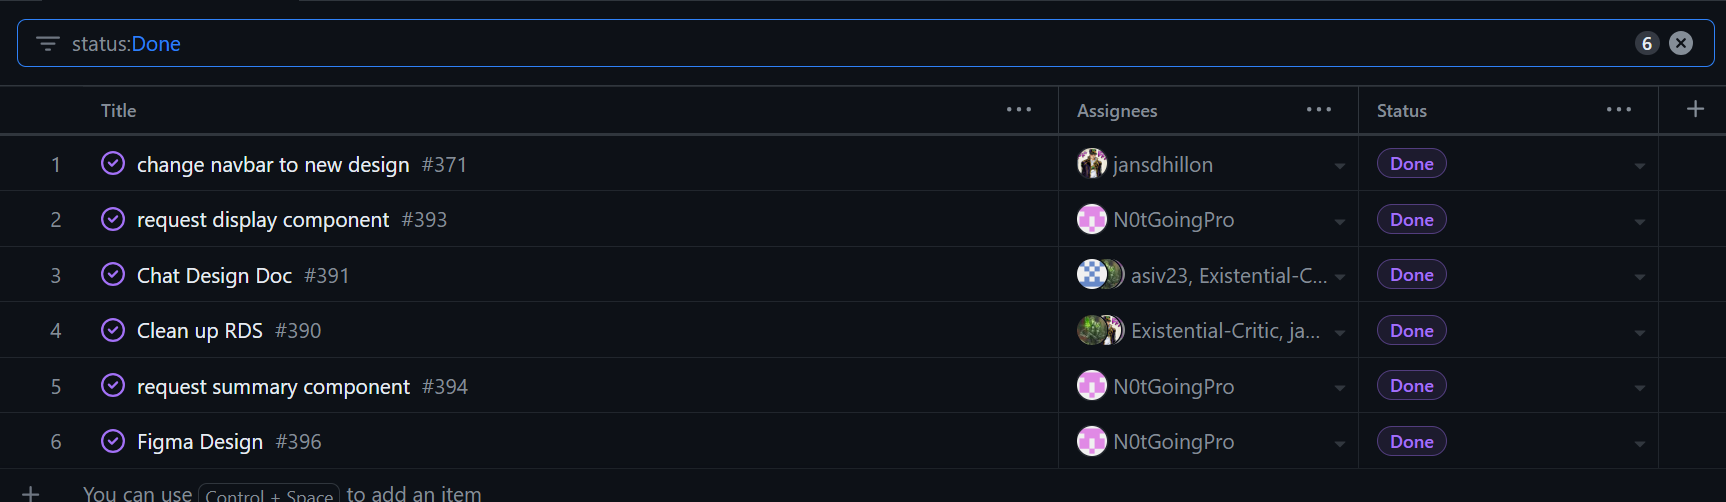 status:Done 6
Title ... Assignees ... Status ... +
1 change navbar to new design #371 jansdhillon Done
2 request display component #393 N0tGoingPro Done
3 Chat Design Doc #391 asiv23, Existential-C... Done
4 Clean up RDS #390 Existential-Critic, ja... Done
5 request summary component #394 N0tGoingPro Done
6 Figma Design #396 N0tGoingPro Done
+ You can use Control + Space to add an item